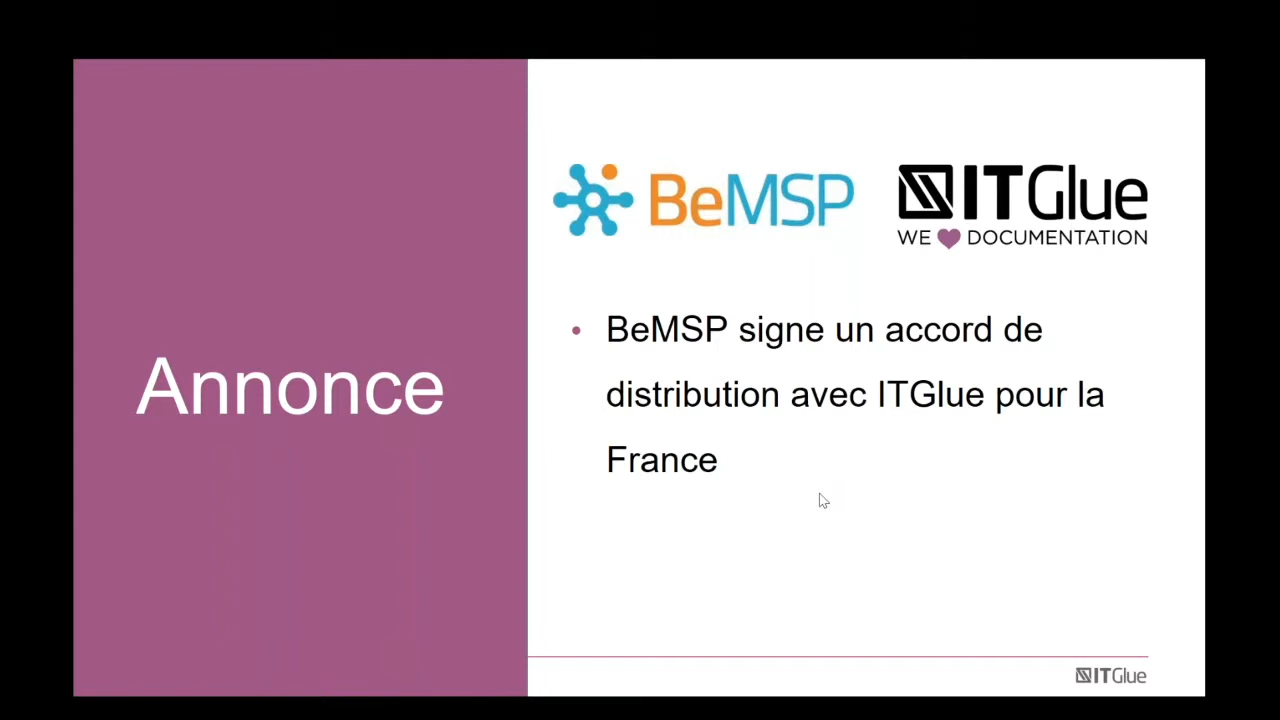 Annonce
BeMSP
ITGlue
WE DOCUMENTATION
• BeMSP signe un accord de
distribution avec ITGlue pour la
France
ITGlue